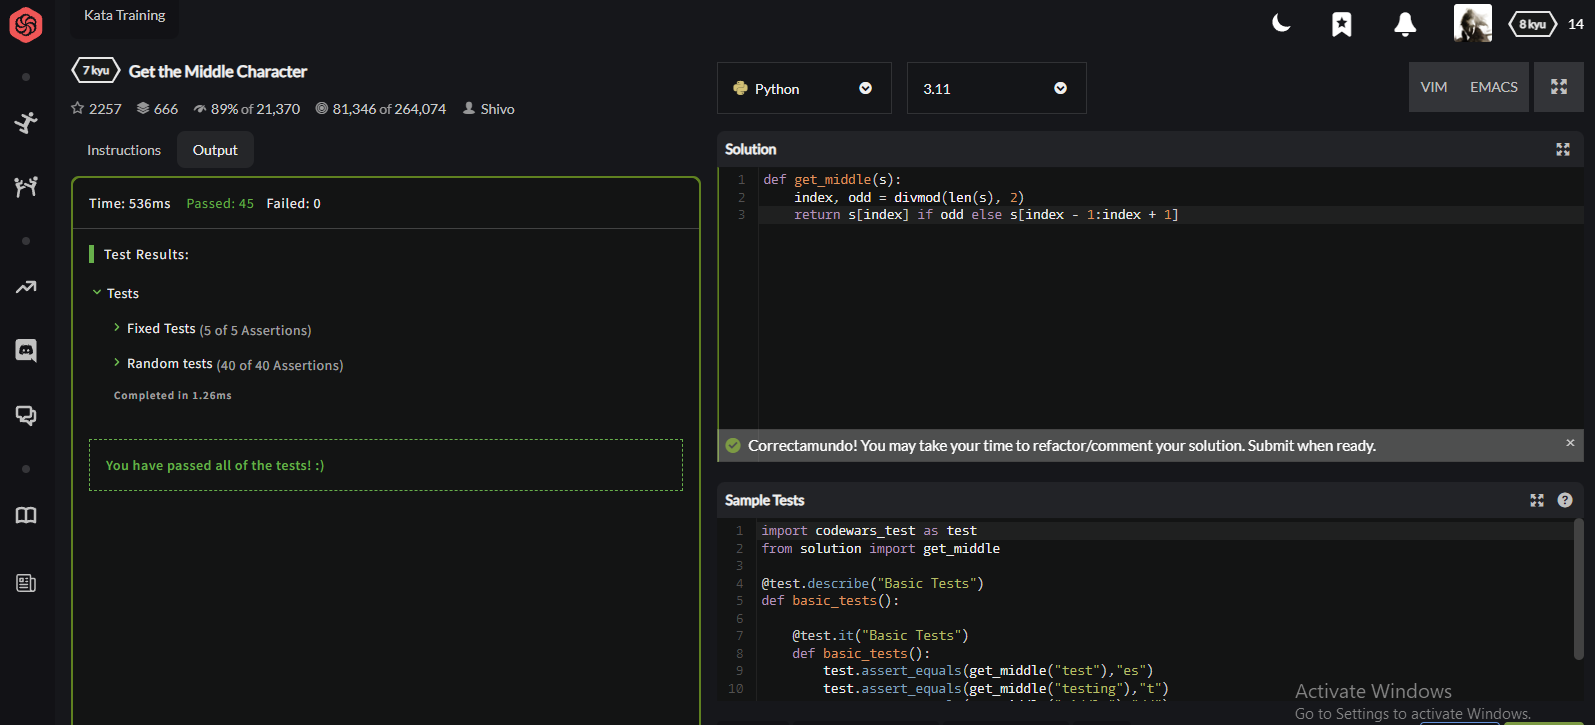 Kata Training
8 kyu 14
7 kyu Get the Middle Character
2257 666 89% of 21,370 81,346 of 264,074 Shivo
Instructions Output
Time: 536ms Passed: 45 Failed: 0
Test Results:
Tests
Fixed Tests (5 of 5 Assertions)
Random tests (40 of 40 Assertions)
Completed in 1.26ms
You have passed all of the tests! :)
Python 3.11 VIM EMACS
Solution
1 def get_middle(s):
2     index, odd = divmod(len(s), 2)
3     return s[index] if odd else s[index - 1:index + 1]
Correctamundo! You may take your time to refactor/comment your solution. Submit when ready. ×
Sample Tests ?
1 import codewars_test as test
2 from solution import get_middle
3
4 @test.describe("Basic Tests")
5 def basic_tests():
6
7     @test.it("Basic Tests")
8     def basic_tests():
9         test.assert_equals(get_middle("test"),"es")
10         test.assert_equals(get_middle("testing"),"t")
Activate Windows
Go to Settings to activate Windows.